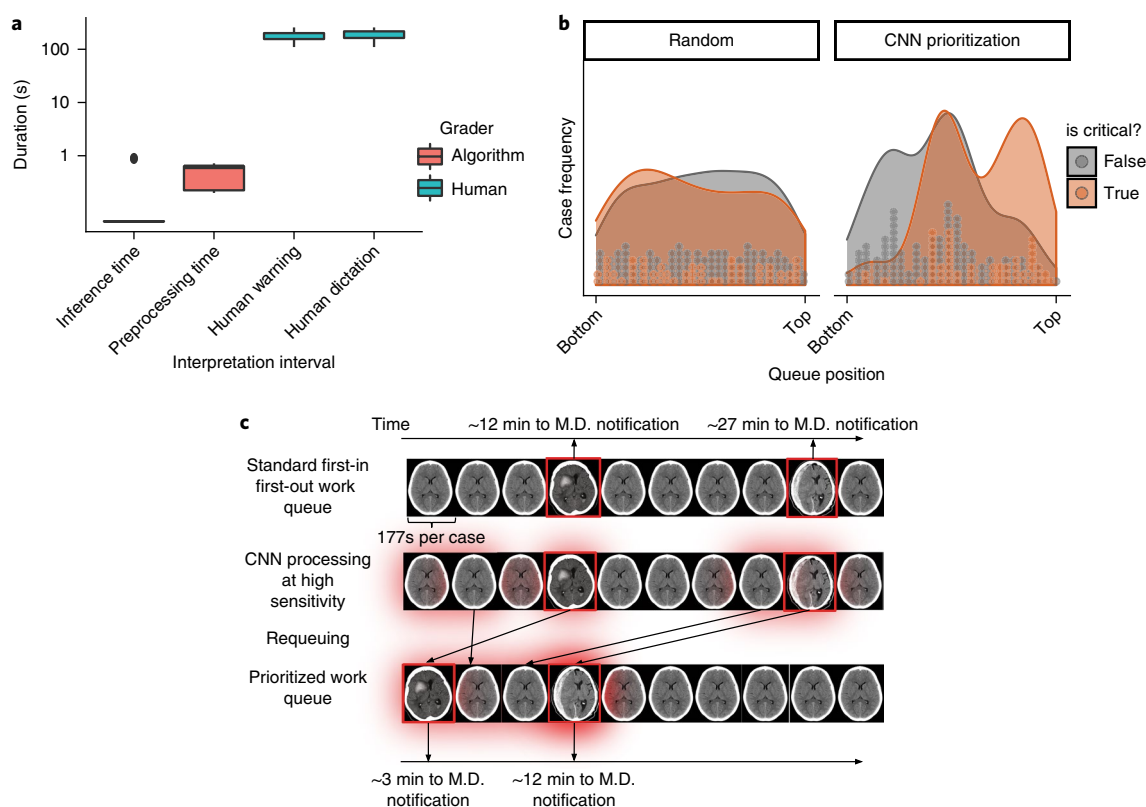 a
100
10
1
Duration (s)
Grader
Algorithm
Human
Inference time
Preprocessing time
Human warning
Human dictation
Interpretation interval
b
Random
CNN prioritization
Case frequency
is critical?
False
True
Bottom
Top
Bottom
Top
Queue position
c
Time
~12 min to M.D. notification
~27 min to M.D. notification
Standard first-in
first-out work
queue
177s per case
CNN processing
at high
sensitivity
Requeuing
Prioritized work
queue
~3 min to M.D.
notification
~12 min to M.D.
notification